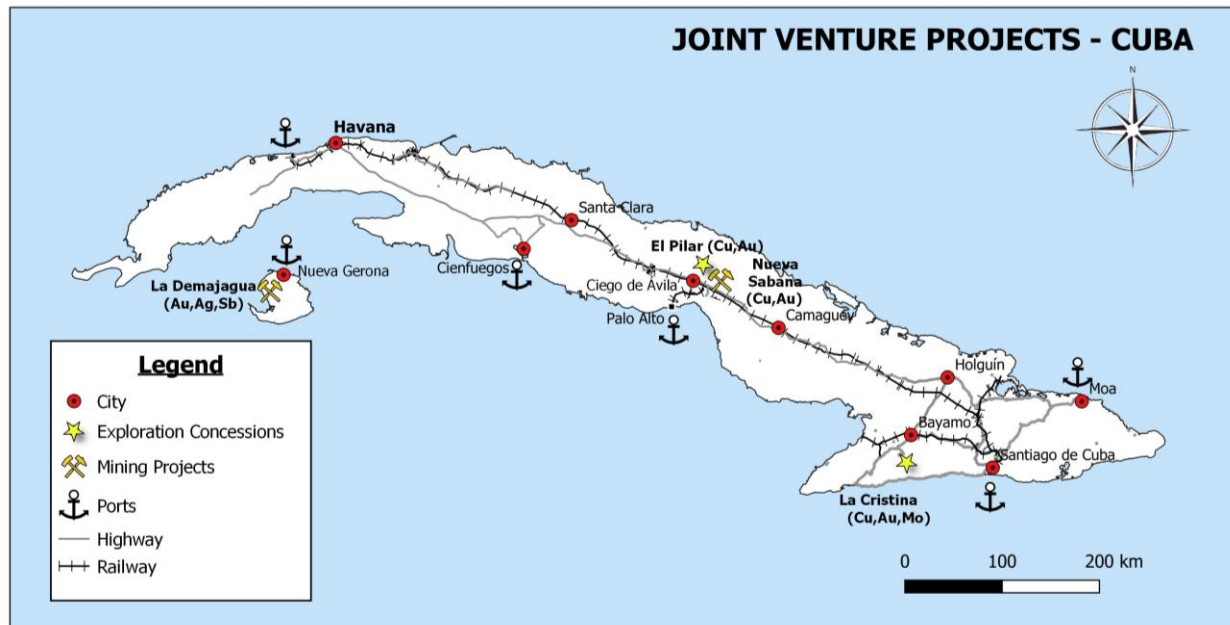 JOINT VENTURE PROJECTS - CUBA
N
Havana
Santa Clara
El Pilar (Cu,Au)
Cienfuegos
Nueva Gerona
La Demajagua
(Au,Ag,Sb)
Ciego de Avila
Nueva
Sabana
(Cu,Au)
Palo Alto
Camaguey
Holguín
Moa
Bayamo
Santiago de Cuba
La Cristina
(Cu,Au,Mo)
Legend
City
Exploration Concessions
Mining Projects
Ports
Highway
Railway
0 100 200 km